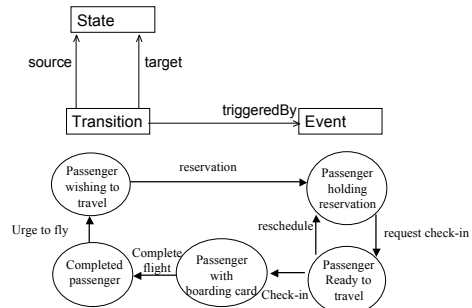 State
source
target
triggeredBy
Transition
Event
Passenger
wishing to
travel
reservation
Passenger
holding
reservation
Urge to fly
reschedule
request check-in
Completed
passenger
Complete
flight
Passenger
with
boarding card
Check-in
Passenger
Ready to
travel